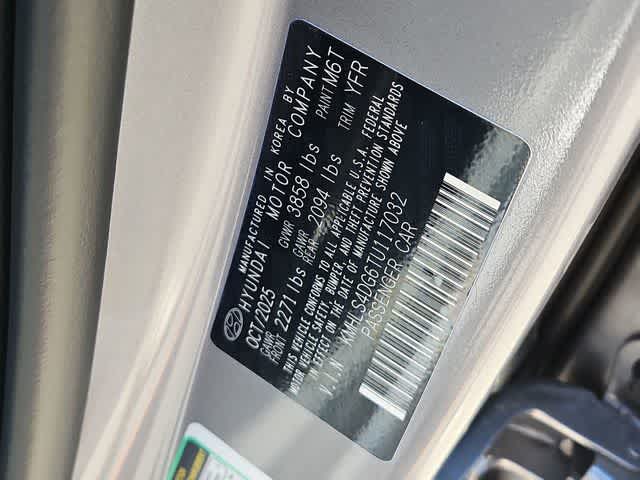 MANUFACTURED IN KOREA BY
HYUNDAI MOTOR COMPANY
OCT/2025 GVWR 3858 lbs PAINT M6T
GAWR FRONT 2271 lbs GAWR REAR 2094 lbs TRIM YFR
THIS VEHICLE CONFORMS TO ALL APPLICABLE U.S.A. FEDERAL
MOTOR VEHICLE SAFETY, BUMPER, AND THEFT PREVENTION STANDARDS
IN EFFECT ON THE DATE OF MANUFACTURE SHOWN ABOVE
V.I.N KMHLS4DG6TU117032
PASSENGER CAR